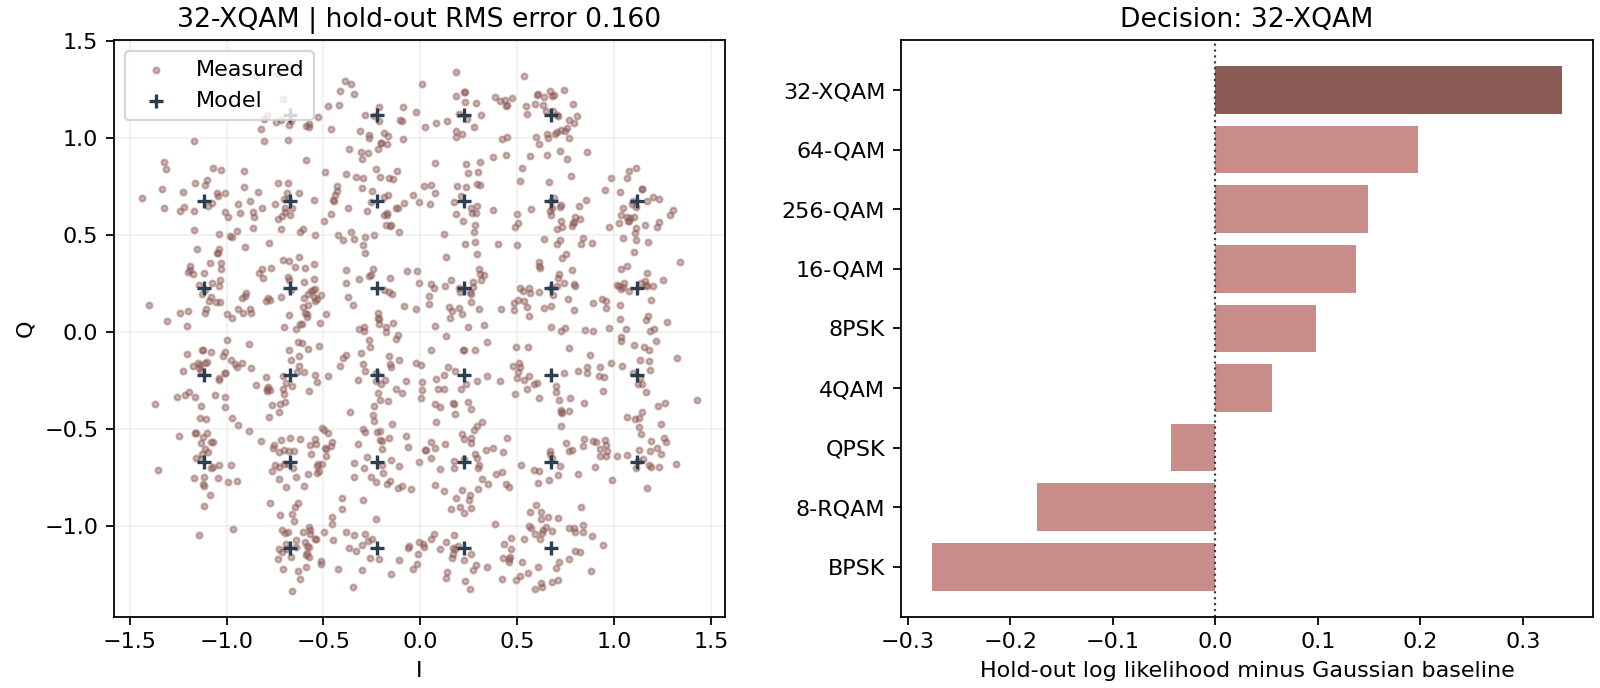 32-XQAM | hold-out RMS error 0.160
Measured
Model
1.5
1.0
0.5
0.0
−0.5
−1.0
Q
−1.5
−1.0
−0.5
0.0
0.5
1.0
1.5
I
Decision: 32-XQAM
32-XQAM
64-QAM
256-QAM
16-QAM
8PSK
4QAM
QPSK
8-RQAM
BPSK
−0.3
−0.2
−0.1
0.0
0.1
0.2
0.3
Hold-out log likelihood minus Gaussian baseline